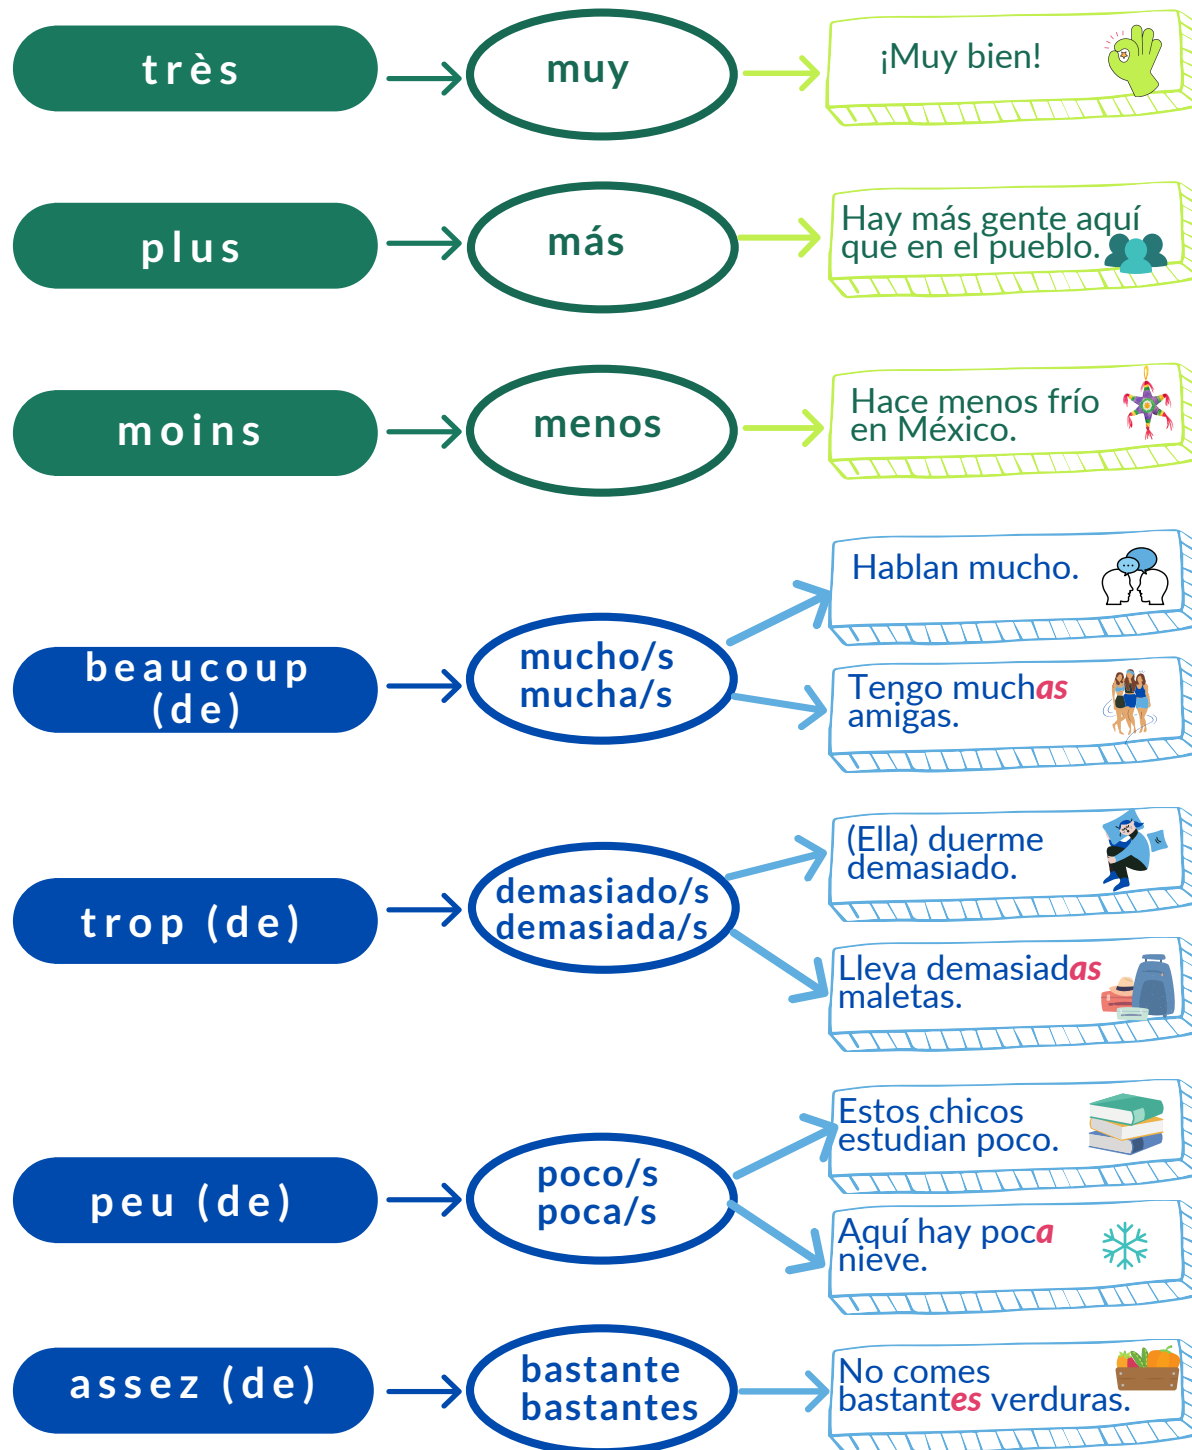 très
muy
¡Muy bien!
plus
más
Hay más gente aquí
que en el pueblo.
moins
menos
Hace menos frío
en México.
beaucoup
(de)
mucho/s
mucha/s
Hablan mucho.
Tengo muchas
amigas.
trop (de)
demasiado/s
demasiada/s
(Ella) duerme
demasiado.
Lleva demasiadas
maletas.
peu (de)
poco/s
poca/s
Estos chicos
estudian poco.
Aquí hay poca
nieve.
assez (de)
bastante
bastantes
No comes
bastantes verduras.